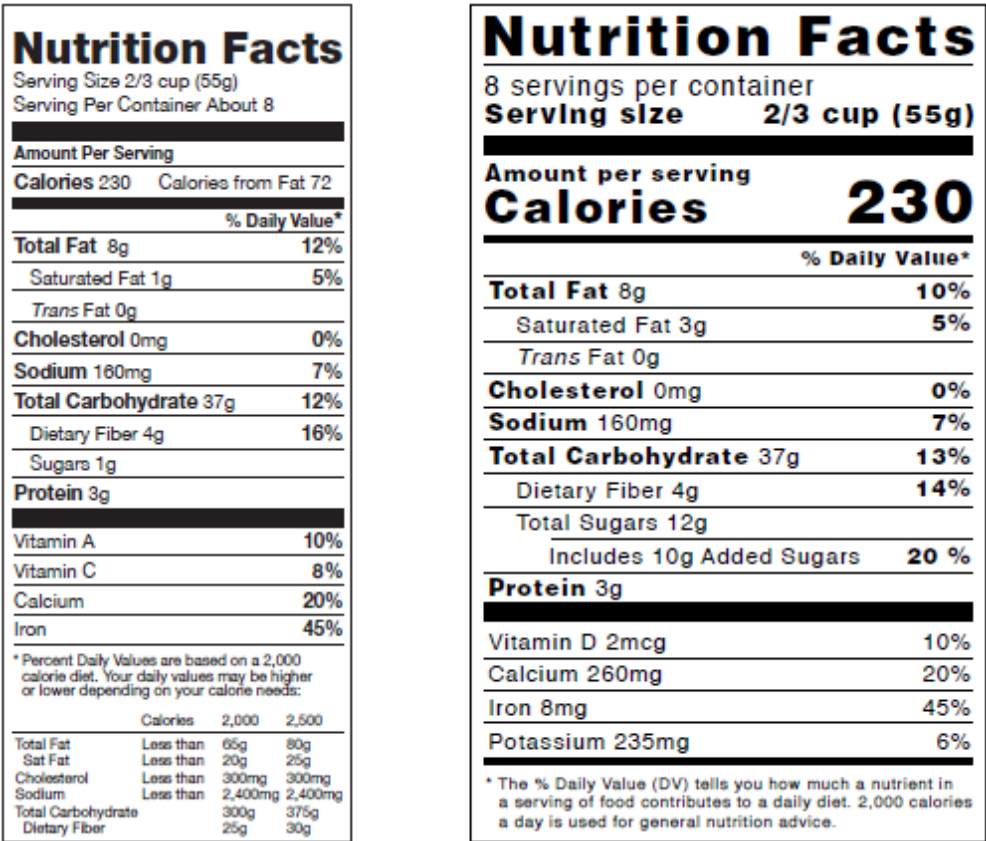 Nutrition Facts
Serving Size 2/3 cup (55g)
Serving Per Container About 8
Amount Per Serving
Calories 230 Calories from Fat 72
% Daily Value*
Total Fat 8g 12%
Saturated Fat 1g 5%
Trans Fat 0g
Cholesterol 0mg 0%
Sodium 160mg 7%
Total Carbohydrate 37g 12%
Dietary Fiber 4g 16%
Sugars 1g
Protein 3g
Vitamin A 10%
Vitamin C 8%
Calcium 20%
Iron 45%
* Percent Daily Values are based on a 2,000
calorie diet. Your daily values may be higher
or lower depending on your calorie needs:
Calories 2,000 2,500
Total Fat Less than 65g 80g
Sat Fat Less than 20g 25g
Cholesterol Less than 300mg 300mg
Sodium Less than 2,400mg 2,400mg
Total Carbohydrate 300g 375g
Dietary Fiber 25g 30g
Nutrition Facts
8 servings per container
Serving size 2/3 cup (55g)
Amount per serving
Calories 230
% Daily Value*
Total Fat 8g 10%
Saturated Fat 3g 5%
Trans Fat 0g
Cholesterol 0mg 0%
Sodium 160mg 7%
Total Carbohydrate 37g 13%
Dietary Fiber 4g 14%
Total Sugars 12g
Includes 10g Added Sugars 20 %
Protein 3g
Vitamin D 2mcg 10%
Calcium 260mg 20%
Iron 8mg 45%
Potassium 235mg 6%
* The % Daily Value (DV) tells you how much a nutrient in
a serving of food contributes to a daily diet. 2,000 calories
a day is used for general nutrition advice.